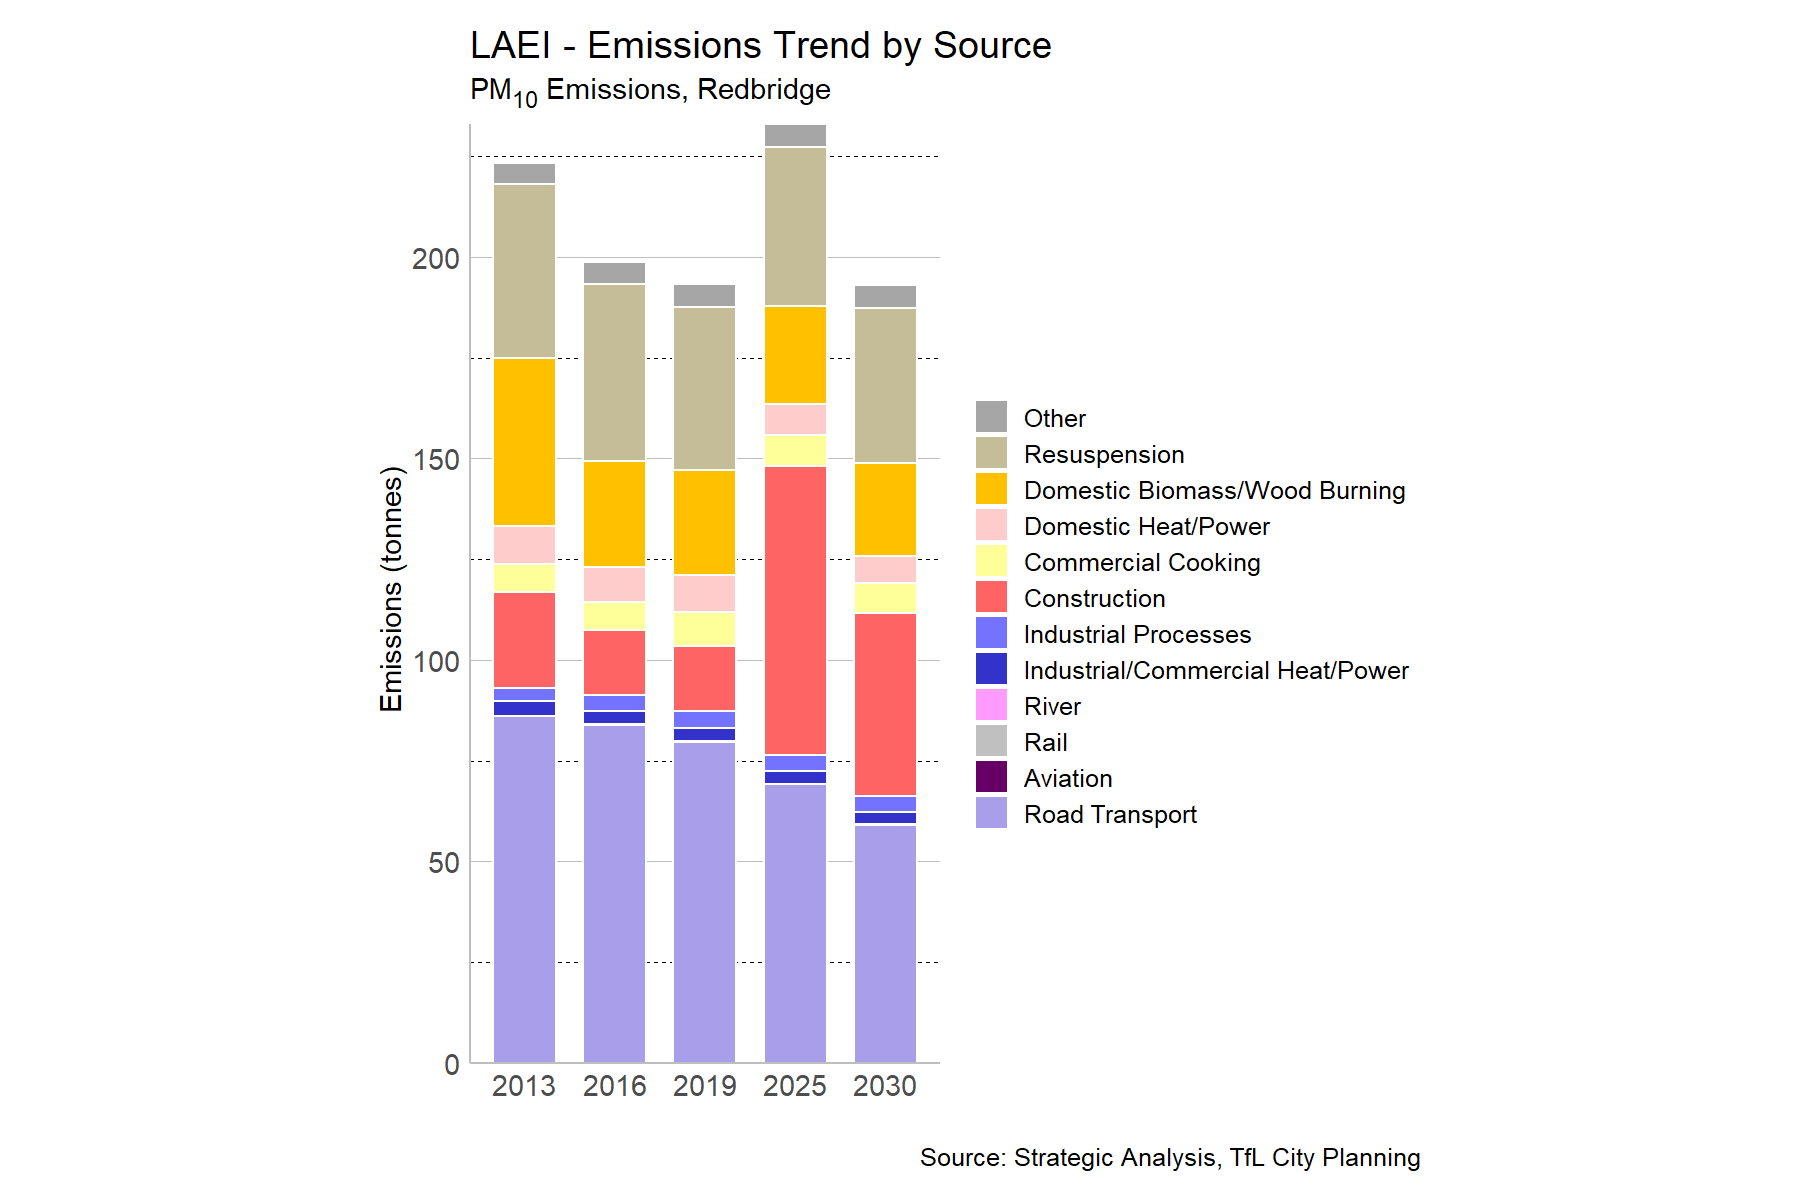 LAEI - Emissions Trend by Source
PM10 Emissions, Redbridge
Emissions (tonnes)
200
150
100
50
0
2013 2016 2019 2025 2030
Other
Resuspension
Domestic Biomass/Wood Burning
Domestic Heat/Power
Commercial Cooking
Construction
Industrial Processes
Industrial/Commercial Heat/Power
River
Rail
Aviation
Road Transport
Source: Strategic Analysis, TfL City Planning